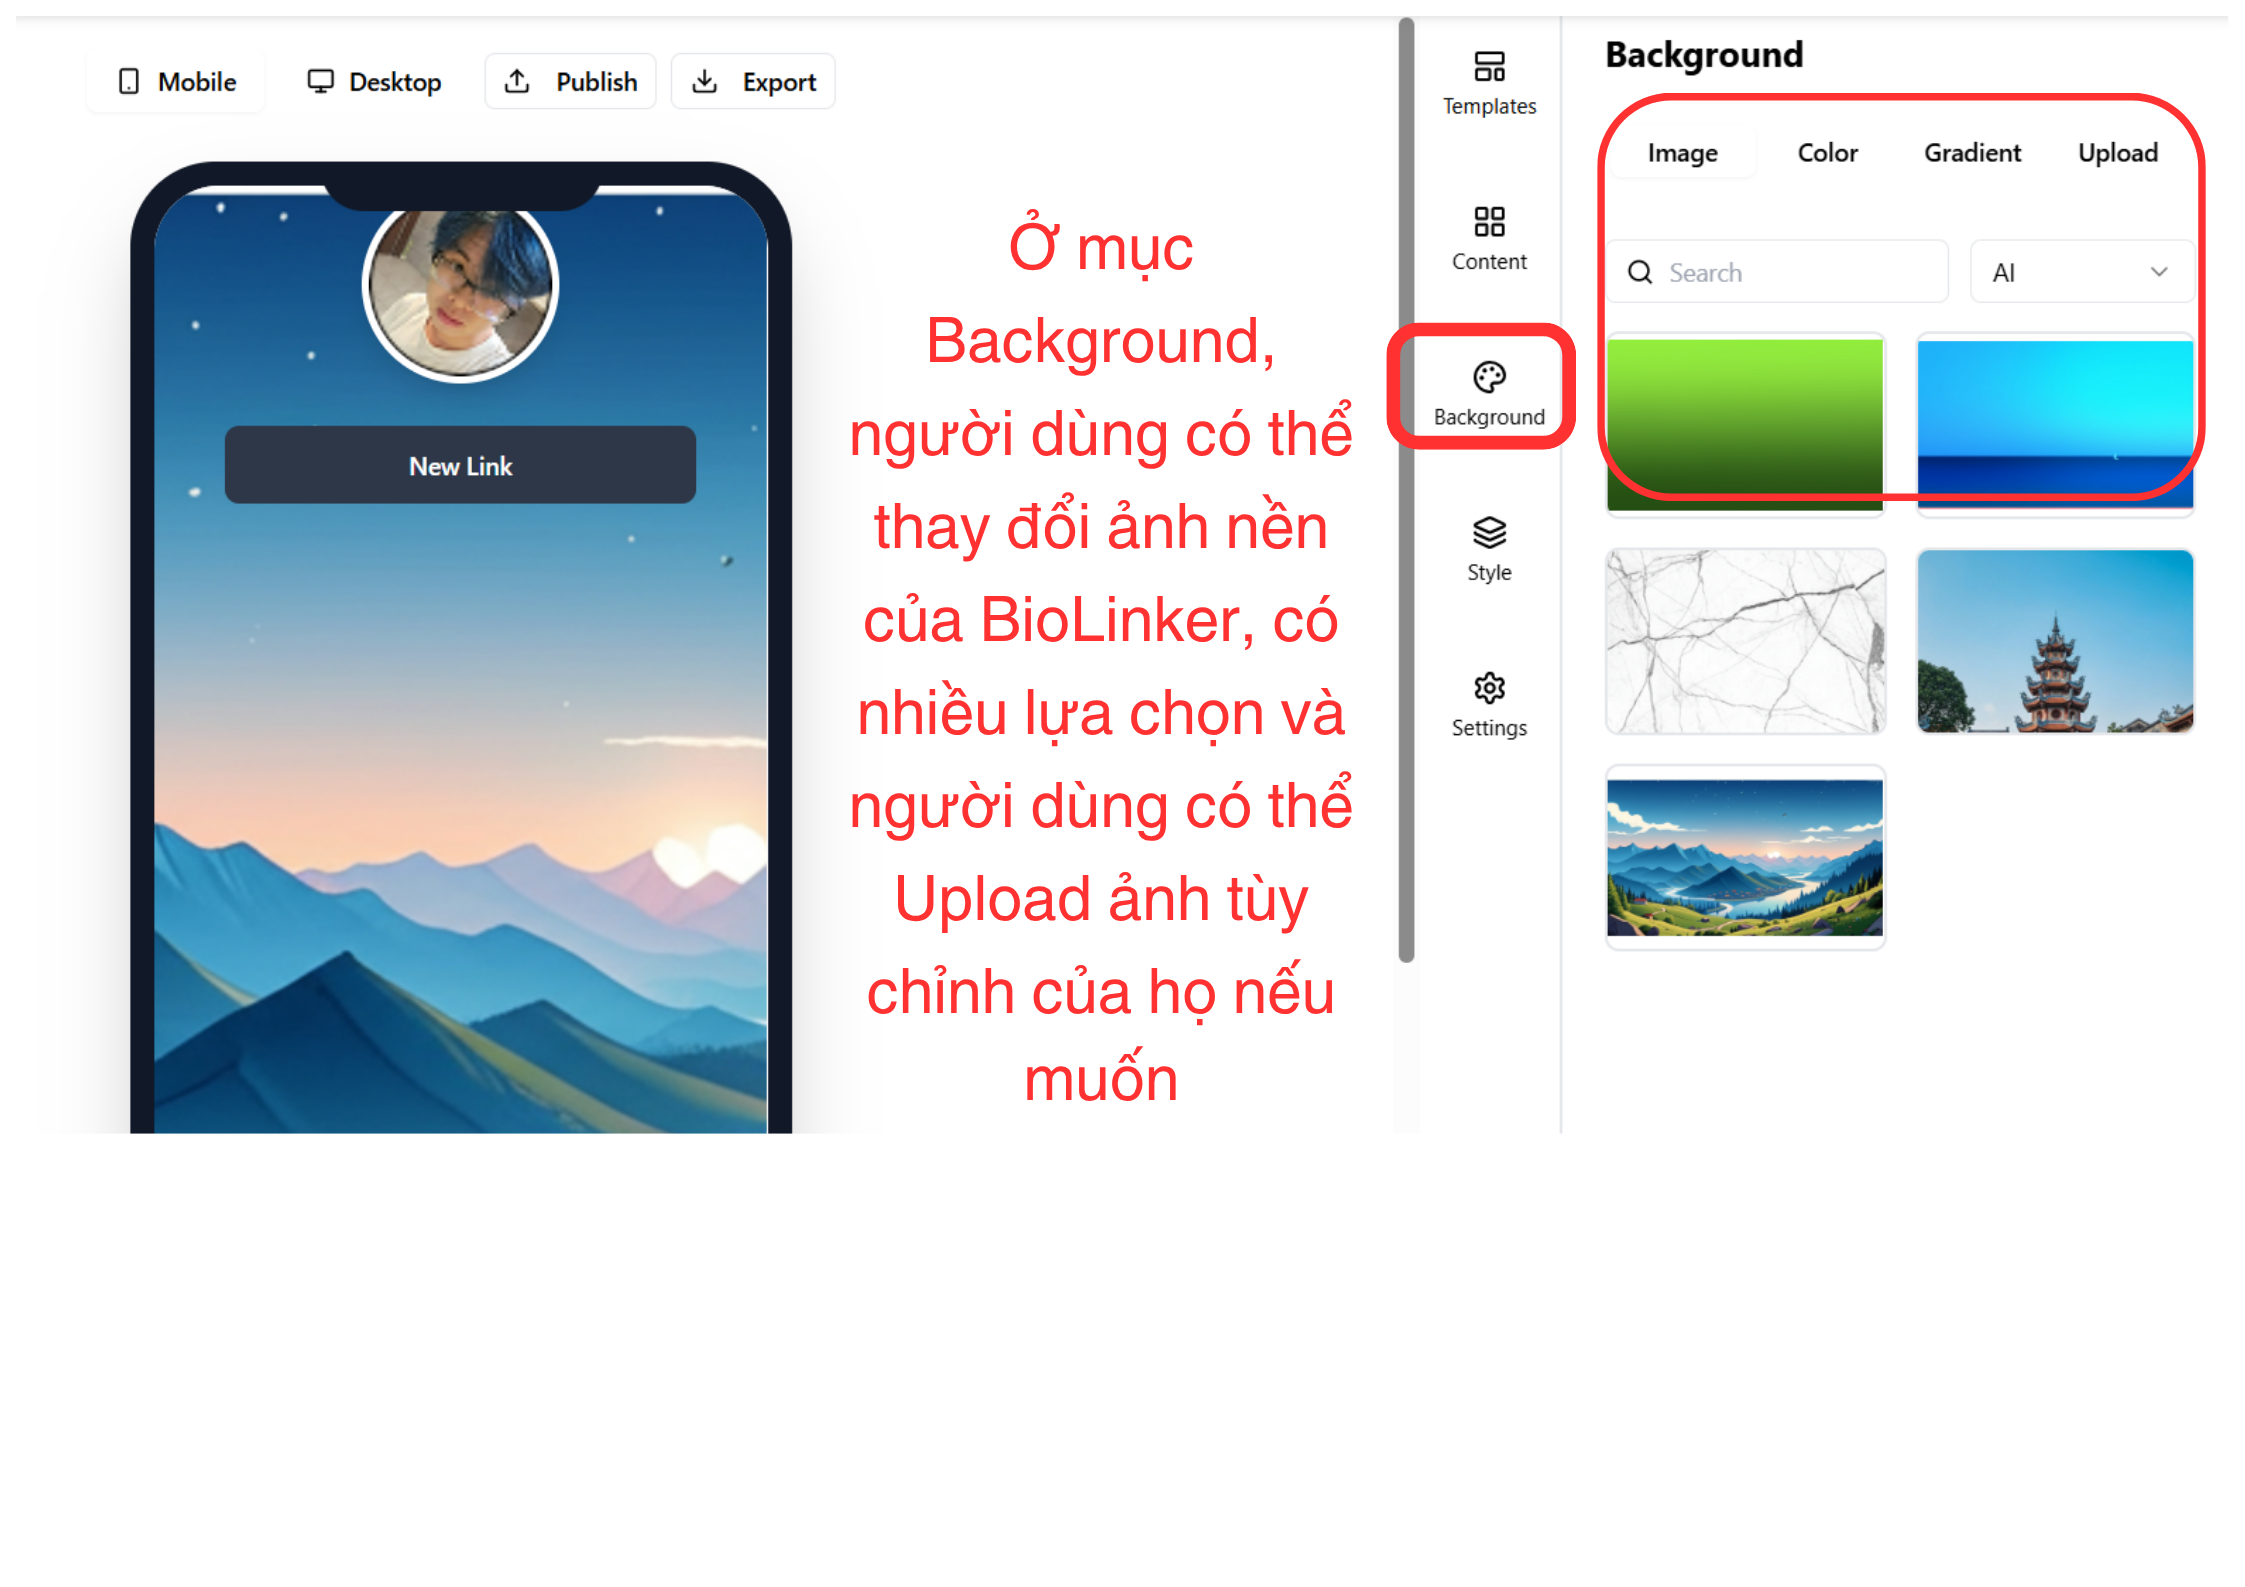 Mobile
Desktop
Publish
Export
New Link
Ở mục
Background,
người dùng có thể
thay đổi ảnh nền
của BioLinker, có
nhiều lựa chọn và
người dùng có thể
Upload ảnh tùy
chỉnh của họ nếu
muốn
Templates
Content
Background
Style
Settings
Background
Image
Color
Gradient
Upload
Search
AI